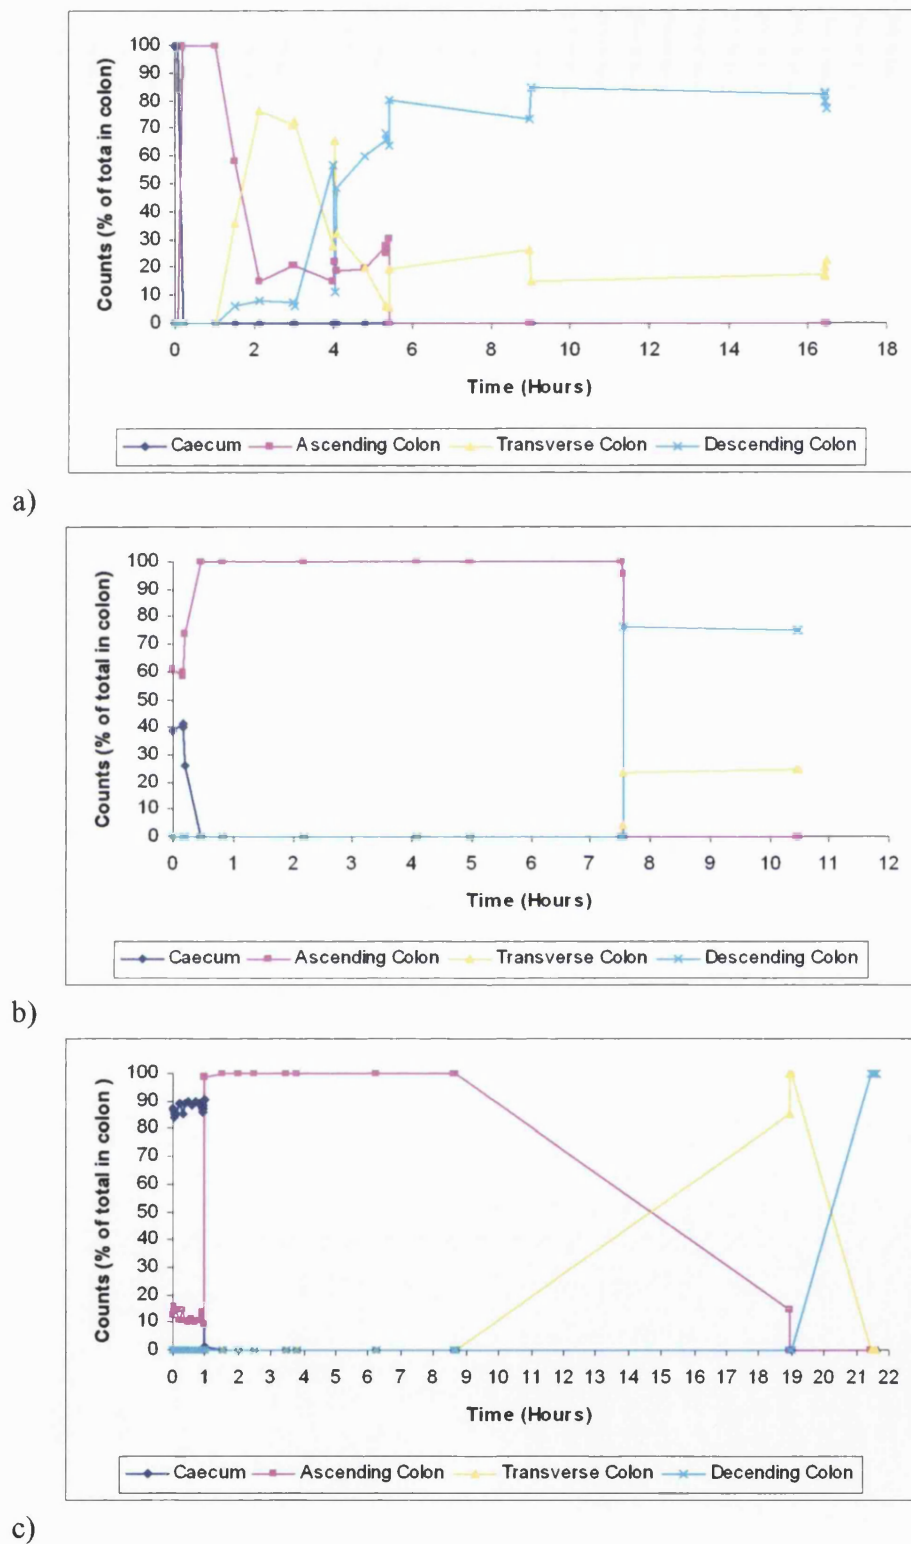 Counts (% of tota in colon)
100
90
80
70
60
50
40
30
20
10
0
0 2 4 6 8 10 12 14 16 18
Time (Hours)
Caecum Ascending Colon Transverse Colon Descending Colon
a)
Counts (% of total in colon)
100
90
80
70
60
50
40
30
20
10
0
0 1 2 3 4 5 6 7 8 9 10 11 12
Time (Hours)
Caecum Ascending Colon Transverse Colon Descending Colon
b)
Counts (% of total in colon )
100
90
80
70
60
50
40
30
20
10
0
0 1 2 3 4 5 6 7 8 9 10 11 12 13 14 15 16 17 18 19 20 21 22
Time (Hours)
Caecum Ascending Colon Transverse Colon Decending Colon
c)